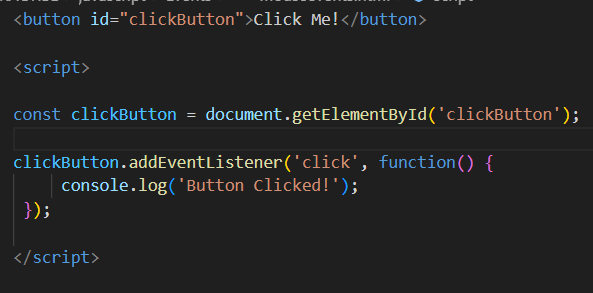 <button id="clickButton">Click Me!</button>
<script>
const clickButton = document.getElementById('clickButton');
clickButton.addEventListener('click', function() {
console.log('Button Clicked!');
});
</script>